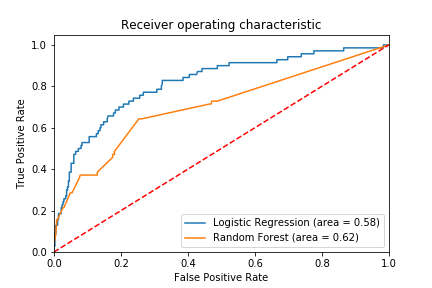 Receiver operating characteristic
True Positive Rate
1.0
0.8
0.6
0.4
0.2
0.0
Logistic Regression (area = 0.58)
Random Forest (area = 0.62)
0.0 0.2 0.4 0.6 0.8 1.0
False Positive Rate